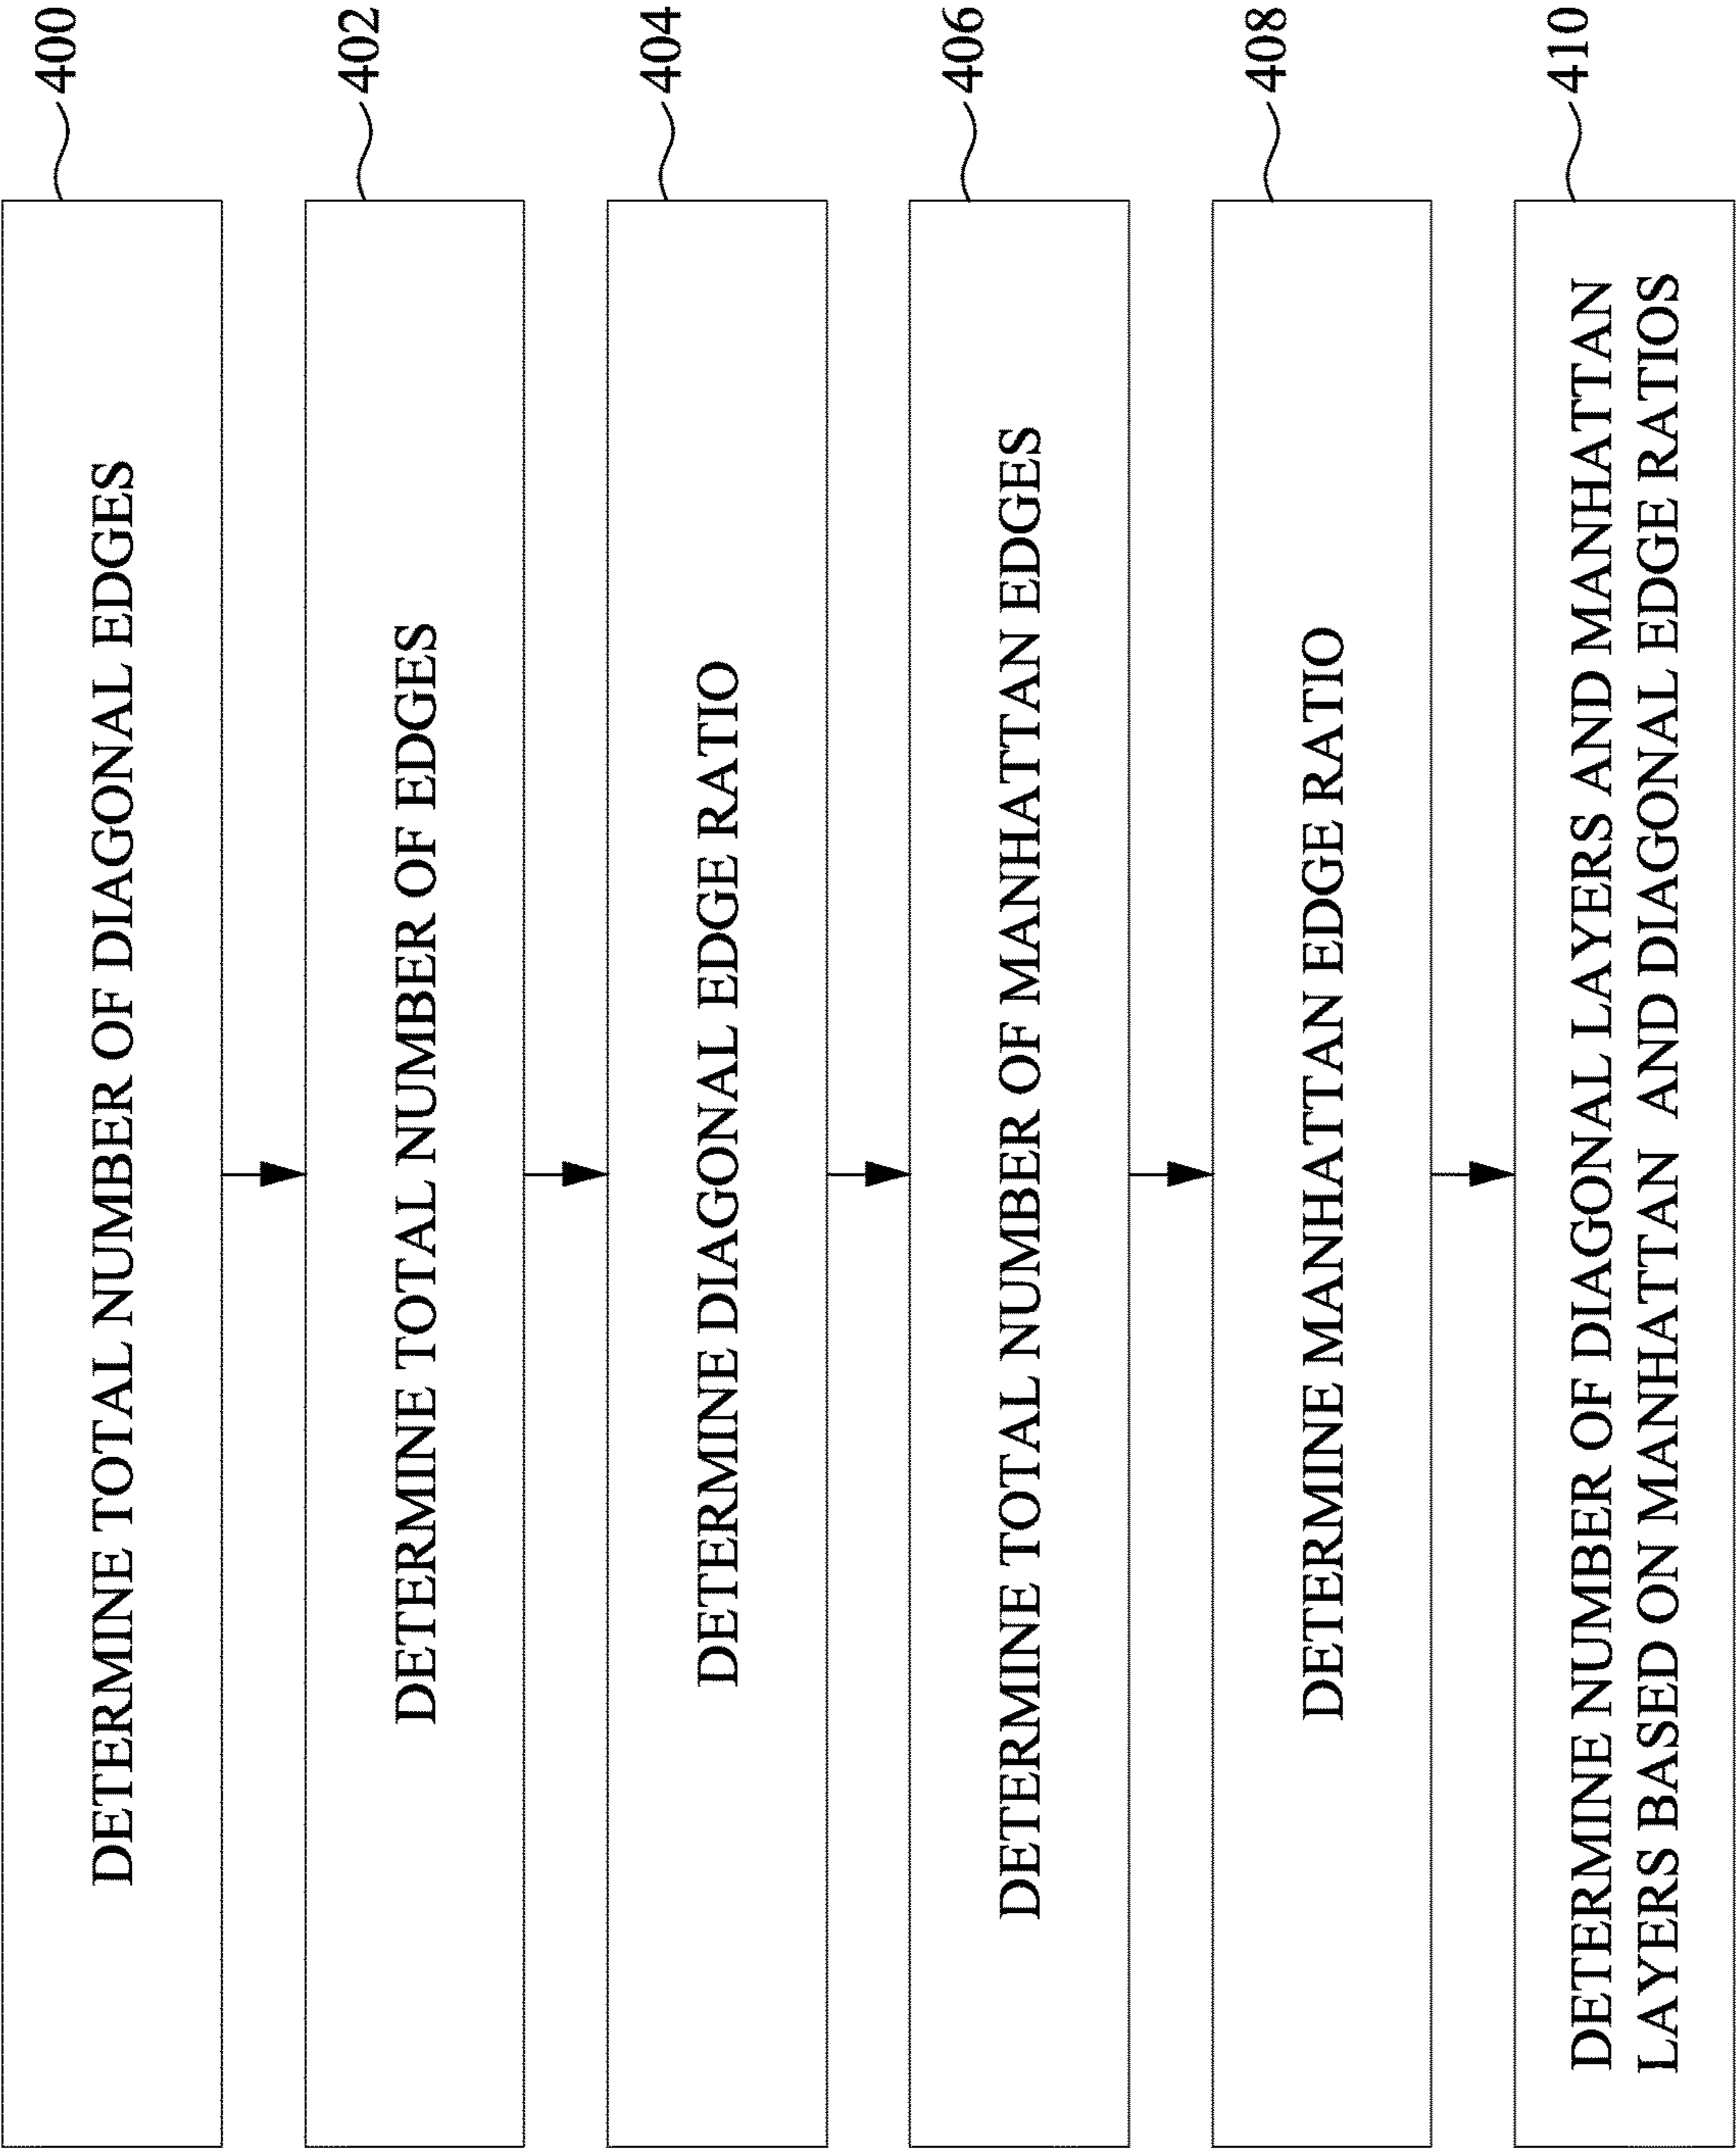 DETERMINE TOTAL NUMBER OF DIAGONAL EDGES
400
DETERMINE TOTAL NUMBER OF EDGES
402
DETERMINE DIAGONAL EDGE RATIO
404
DETERMINE TOTAL NUMBER OF MANHATTAN EDGES
406
DETERMINE MANHATTAN EDGE RATIO
408
DETERMINE NUMBER OF DIAGONAL LAYERS AND MANHATTAN
LAYERS BASED ON MANHATTAN AND DIAGONAL EDGE RATIOS
410